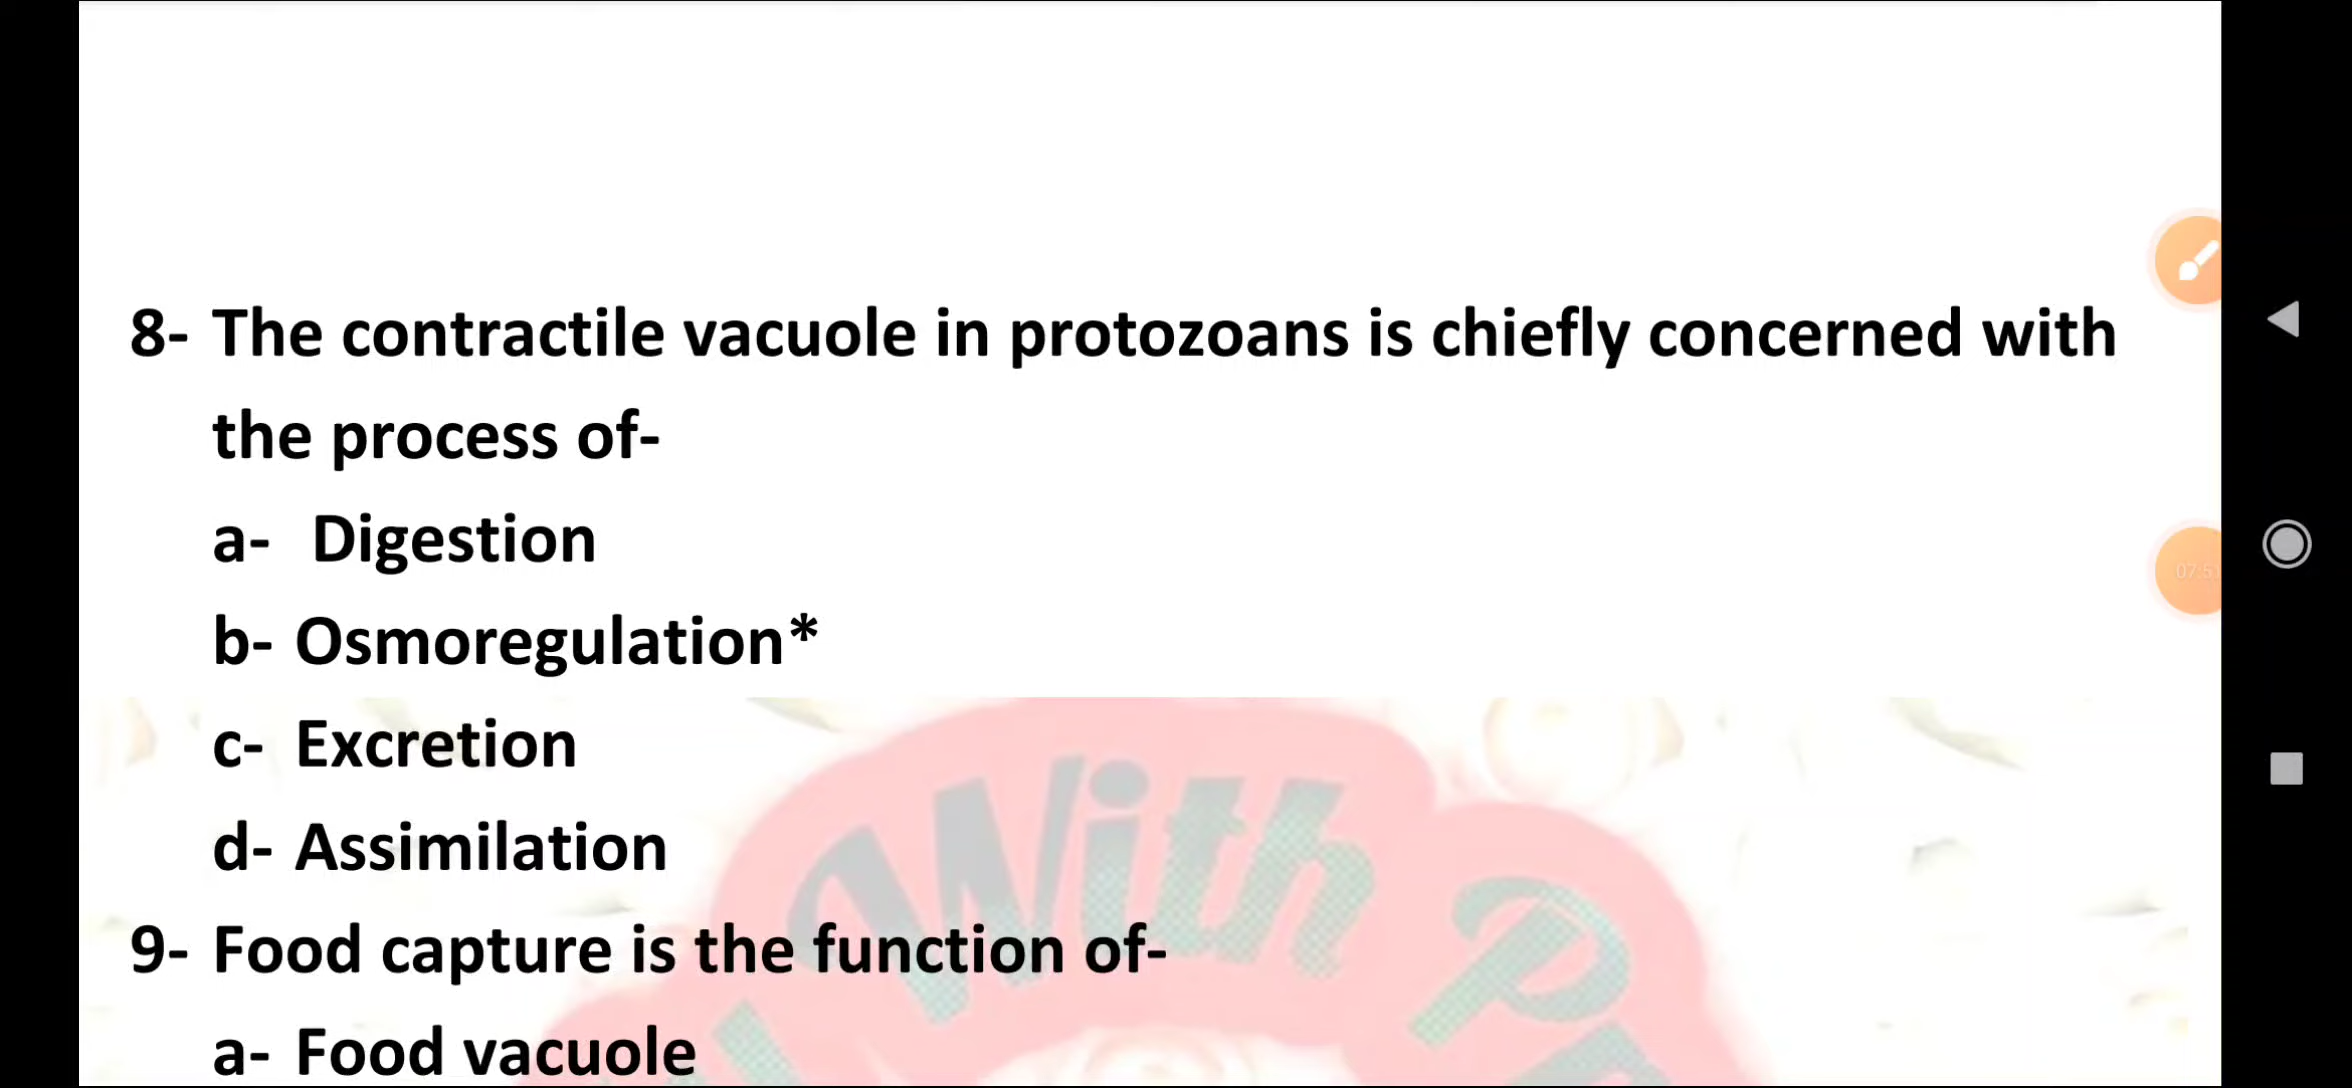 8- The contractile vacuole in protozoans is chiefly concerned with
the process of-
a- Digestion
b- Osmoregulation*
c- Excretion
d- Assimilation
9- Food capture is the function of-
a- Food vacuole
With